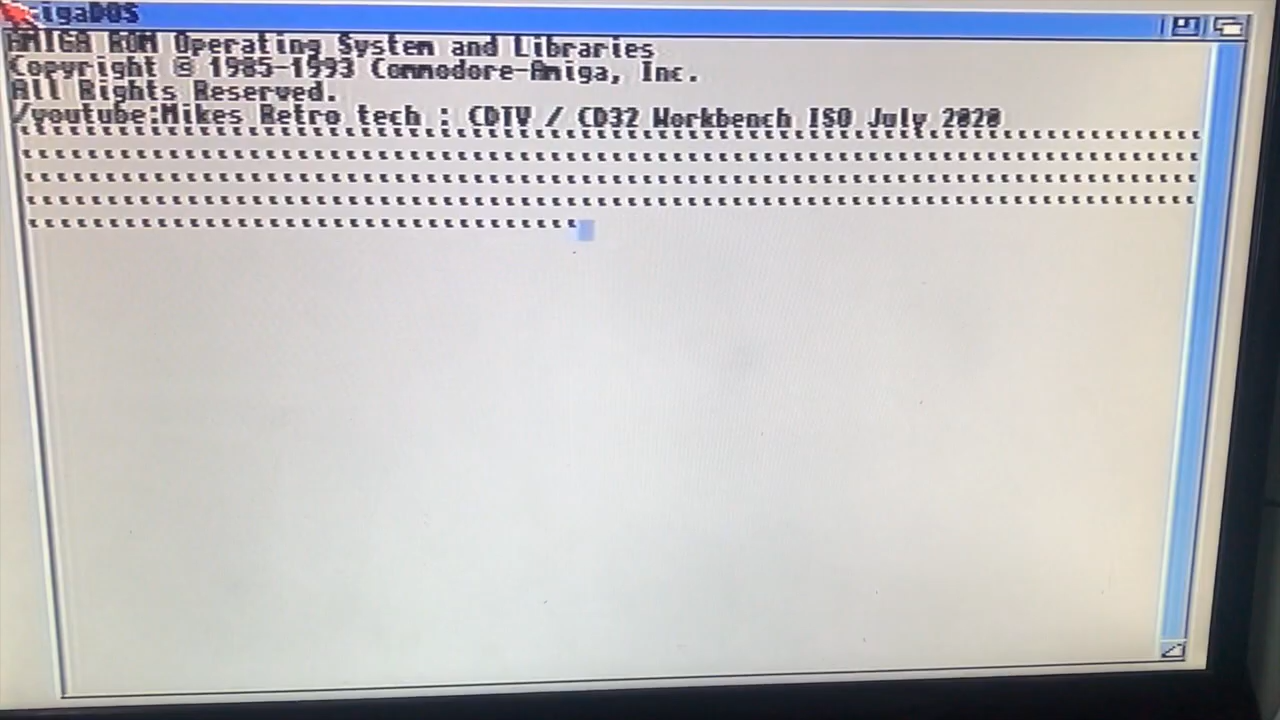 AmigaDOS
AMIGA ROM Operating System and Libraries
Copyright © 1985-1993 Commodore-Amiga, Inc.
All Rights Reserved.
/youtube:Mikes Retro tech : CDTV / CD32 Workbench ISO July 2020